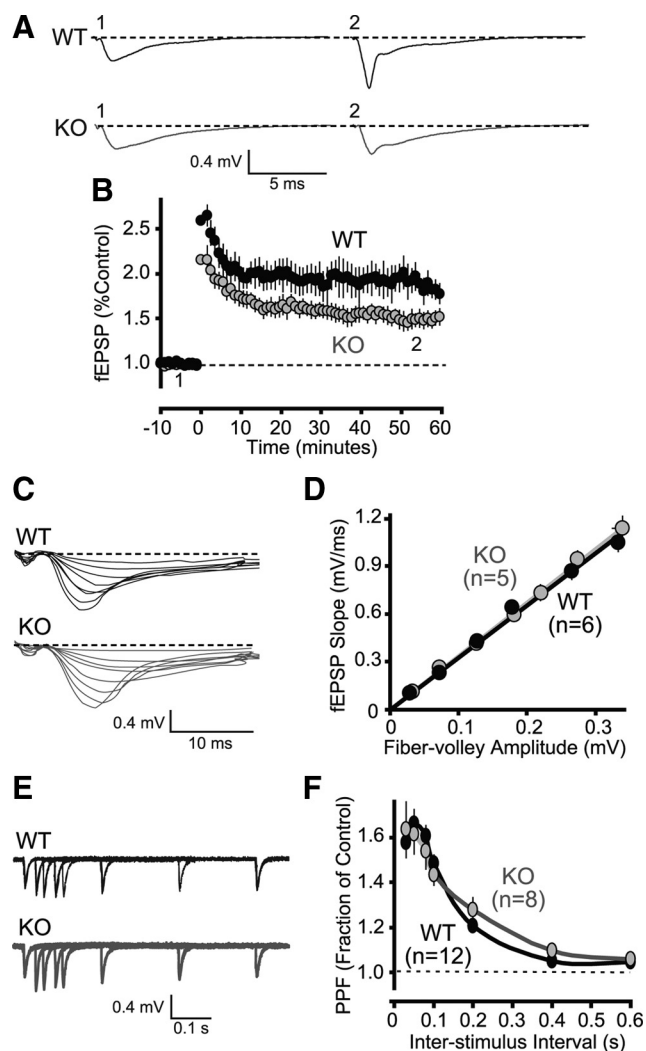 A
WT
1
2
KO
1
2
0.4 mV
5 ms
B
fEPSP (%Control)
2.5
2.0
1.5
1.0
WT
KO
1
2
-10 0 10 20 30 40 50 60
Time (minutes)
C
WT
KO
0.4 mV
10 ms
D
fEPSP Slope (mV/ms)
1.2
0.9
0.6
0.3
0
KO
(n=5)
WT
(n=6)
0 0.1 0.2 0.3
Fiber-volley Amplitude (mV)
E
WT
KO
0.4 mV
0.1 s
F
PPF (Fraction of Control)
1.6
1.4
1.2
1.0
KO
(n=8)
WT
(n=12)
0 0.1 0.2 0.3 0.4 0.5 0.6
Inter-stimulus Interval (s)